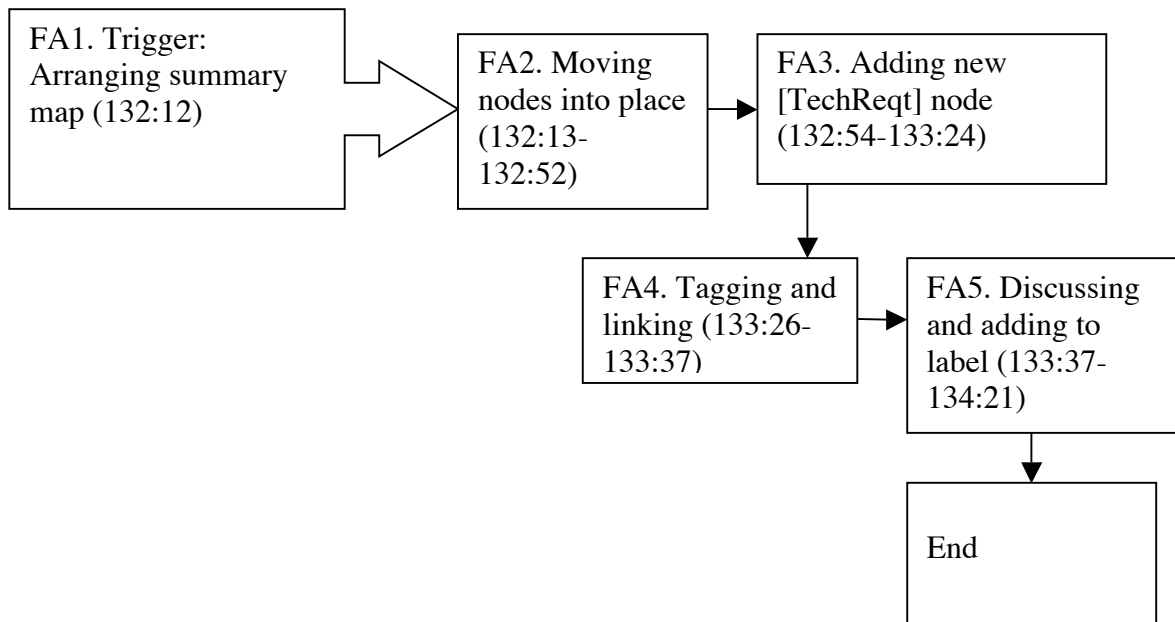 FA1. Trigger:
Arranging summary
map (132:12)
FA2. Moving
nodes into place
(132:13-
132:52)
FA3. Adding new
[TechReqt] node
(132:54-133:24)
FA4. Tagging and
linking (133:26-
133:37)
FA5. Discussing
and adding to
label (133:37-
134:21)
End